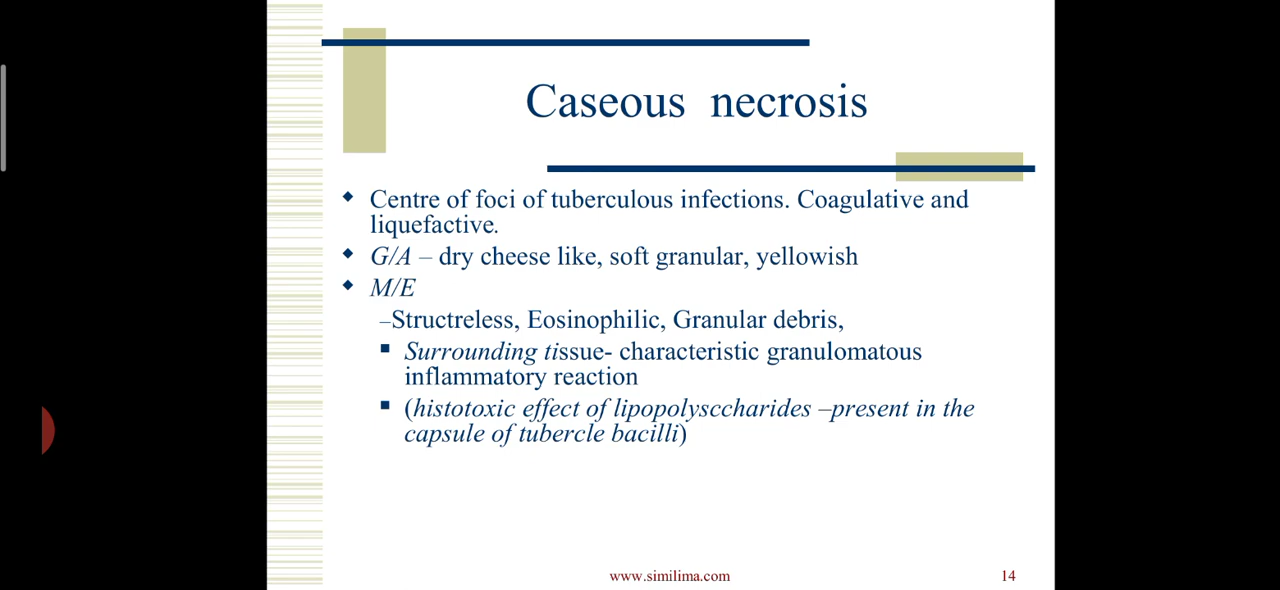 Caseous necrosis
Centre of foci of tuberculous infections. Coagulative and
liquefactive.
G/A – dry cheese like, soft granular, yellowish
M/E
–Structreless, Eosinophilic, Granular debris,
Surrounding tissue- characteristic granulomatous
inflammatory reaction
(histotoxic effect of lipopolysccharides –present in the
capsule of tubercle bacilli)
www.similima.com
14